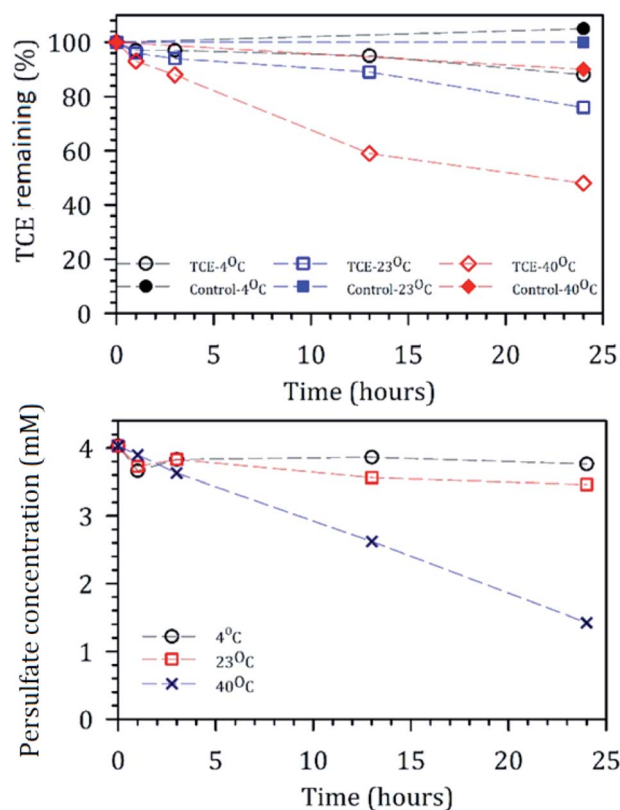 TCE remaining (%)
100
80
60
40
20
0
TCE-4⁰C TCE-23⁰C TCE-40⁰C
Control-4⁰C Control-23⁰C Control-40⁰C
0 5 10 15 20 25
Time (hours)
Persulfate concentration (mM)
4
3
2
1
0
4⁰C
23⁰C
40⁰C
0 5 10 15 20 25
Time (hours)